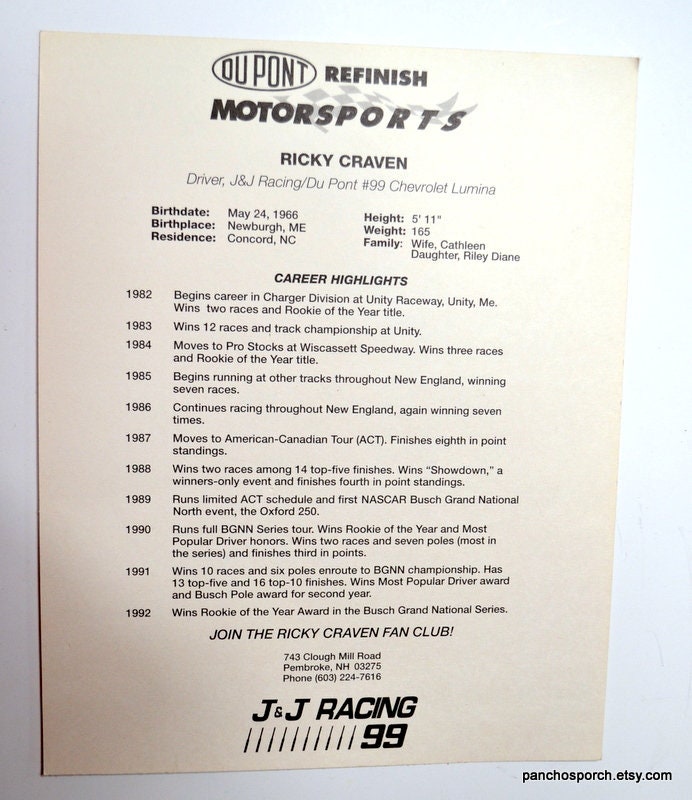 DU PONT REFINISH
MOTORSPORTS
RICKY CRAVEN
Driver, J&J Racing/Du Pont #99 Chevrolet Lumina
Birthdate: May 24, 1966
Birthplace: Newburgh, ME
Residence: Concord, NC
Height: 5' 11"
Weight: 165
Family: Wife, Cathleen
Daughter, Riley Diane
CAREER HIGHLIGHTS
1982 Begins career in Charger Division at Unity Raceway, Unity, Me.
Wins two races and Rookie of the Year title.
1983 Wins 12 races and track championship at Unity.
1984 Moves to Pro Stocks at Wiscassett Speedway. Wins three races
and Rookie of the Year title.
1985 Begins running at other tracks throughout New England, winning
seven races.
1986 Continues racing throughout New England, again winning seven
times.
1987 Moves to American-Canadian Tour (ACT). Finishes eighth in point
standings.
1988 Wins two races among 14 top-five finishes. Wins "Showdown," a
winners-only event and finishes fourth in point standings.
1989 Runs limited ACT schedule and first NASCAR Busch Grand National
North event, the Oxford 250.
1990 Runs full BGNN Series tour. Wins Rookie of the Year and Most
Popular Driver honors. Wins two races and seven poles (most in
the series) and finishes third in points.
1991 Wins 10 races and six poles enroute to BGNN championship. Has
13 top-five and 16 top-10 finishes. Wins Most Popular Driver award
and Busch Pole award for second year.
1992 Wins Rookie of the Year Award in the Busch Grand National Series.
JOIN THE RICKY CRAVEN FAN CLUB!
743 Clough Mill Road
Pembroke, NH 03275
Phone (603) 224-7616
J&J RACING
99
panchosporch.etsy.com